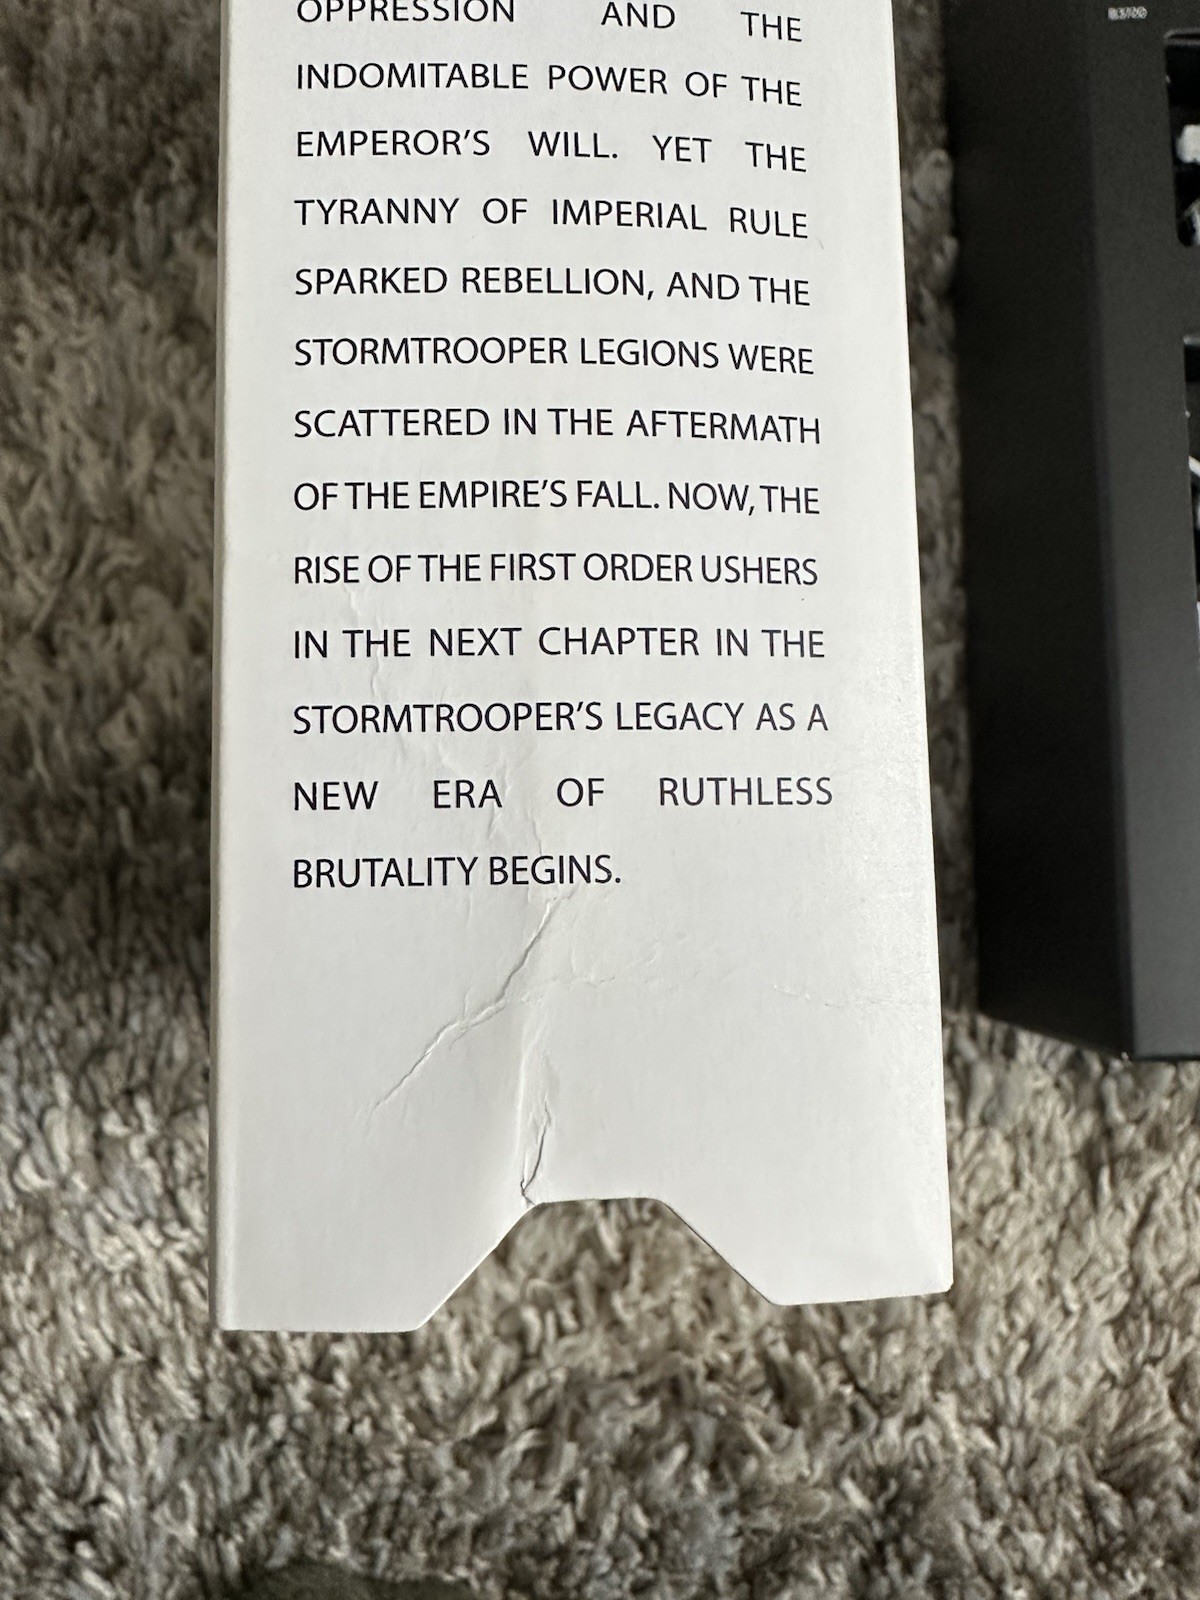 OPPRESSION AND THE
INDOMITABLE POWER OF THE
EMPEROR'S WILL. YET THE
TYRANNY OF IMPERIAL RULE
SPARKED REBELLION, AND THE
STORMTROOPER LEGIONS WERE
SCATTERED IN THE AFTERMATH
OF THE EMPIRE'S FALL. NOW, THE
RISE OF THE FIRST ORDER USHERS
IN THE NEXT CHAPTER IN THE
STORMTROOPER'S LEGACY AS A
NEW ERA OF RUTHLESS
BRUTALITY BEGINS.